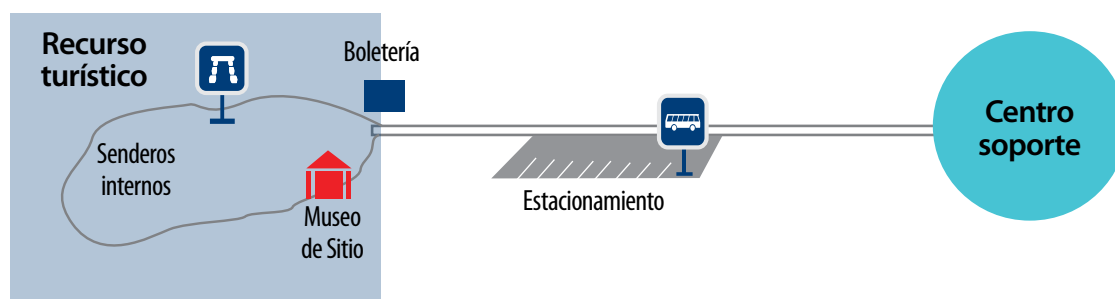 Recurso
turístico
Boletería
Senderos
internos
Museo
de Sitio
Estacionamiento
Centro
soporte